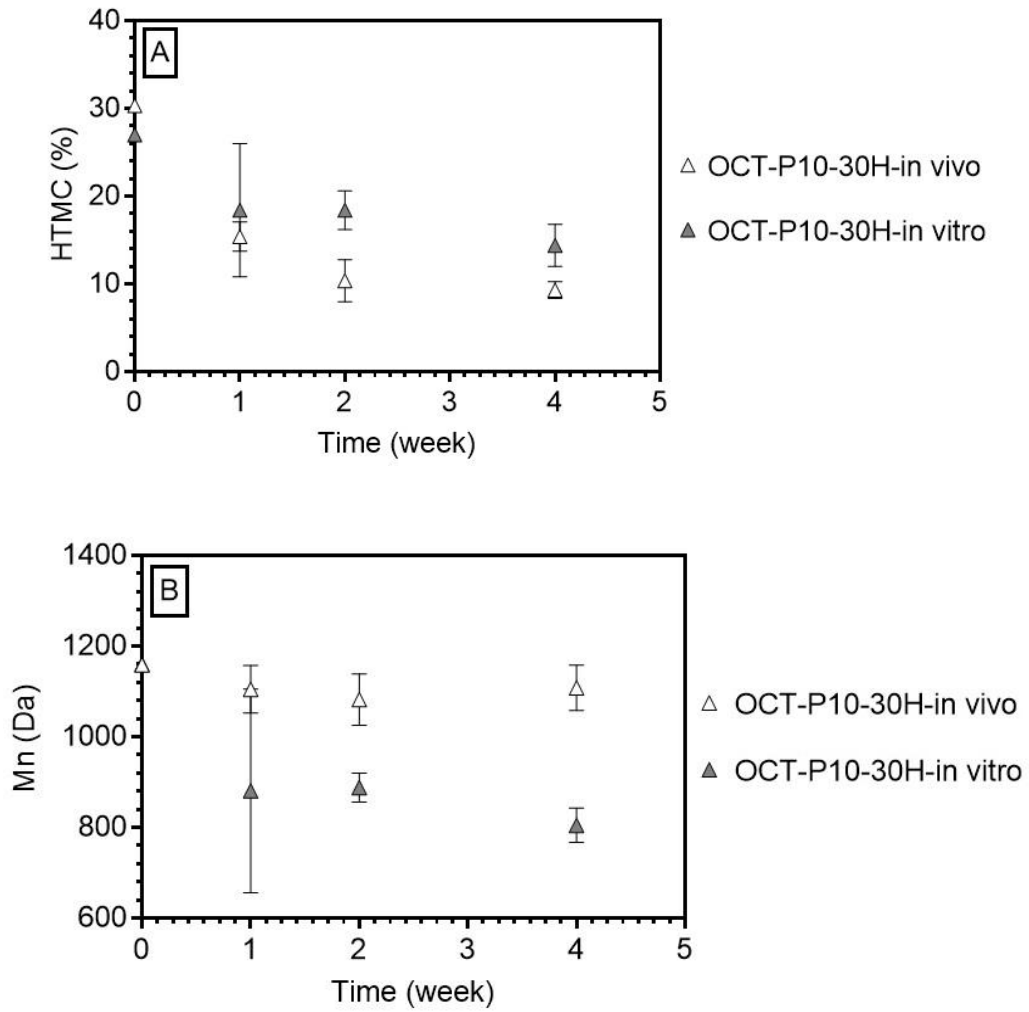 40
A
30
20
10
0
HTMC (%)
0 1 2 3 4 5
Time (week)
OCT-P10-30H-in vivo
OCT-P10-30H-in vitro
1400
B
1200
1000
800
600
Mn (Da)
0 1 2 3 4 5
Time (week)
OCT-P10-30H-in vivo
OCT-P10-30H-in vitro